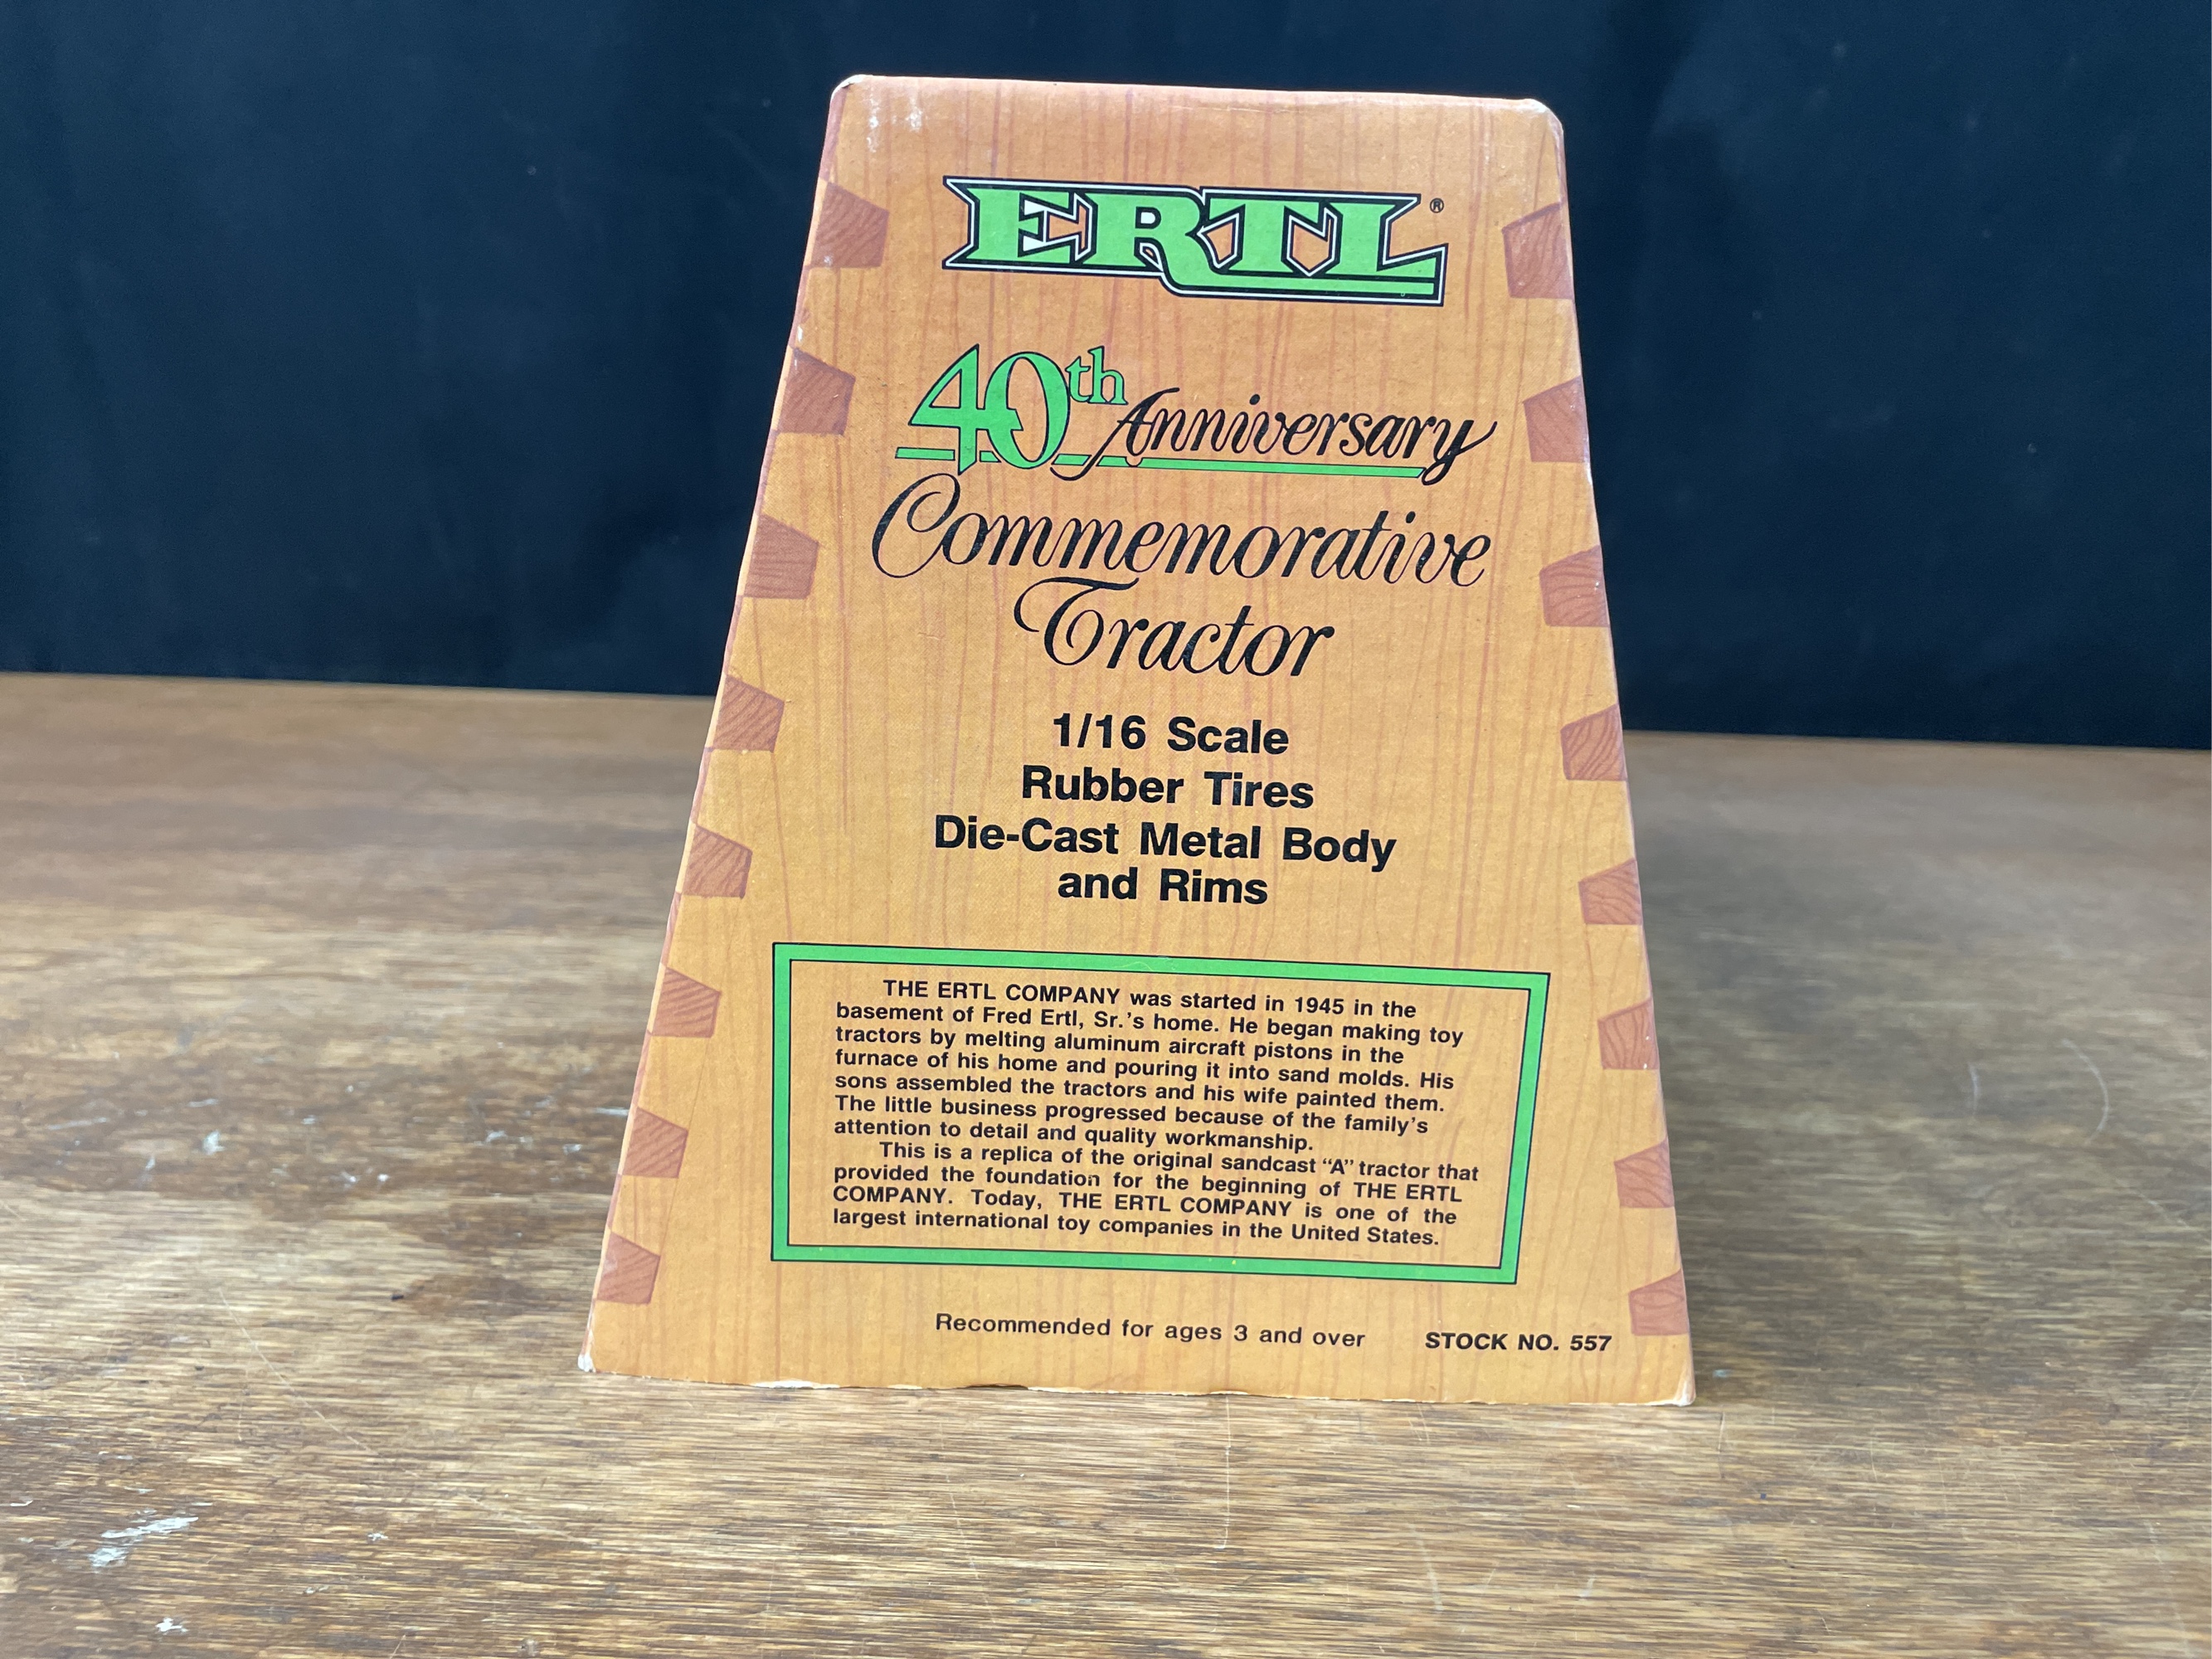 ERTL®
40th Anniversary
Commemorative
Tractor
1/16 Scale
Rubber Tires
Die-Cast Metal Body
and Rims
THE ERTL COMPANY was started in 1945 in the
basement of Fred Ertl, Sr.'s home. He began making toy
tractors by melting aluminum aircraft pistons in the
furnace of his home and pouring it into sand molds. His
sons assembled the tractors and his wife painted them.
The little business progressed because of the family's
attention to detail and quality workmanship.
This is a replica of the original sandcast "A" tractor that
provided the foundation for the beginning of THE ERTL
COMPANY. Today, THE ERTL COMPANY is one of the
largest international toy companies in the United States.
Recommended for ages 3 and over STOCK NO. 557